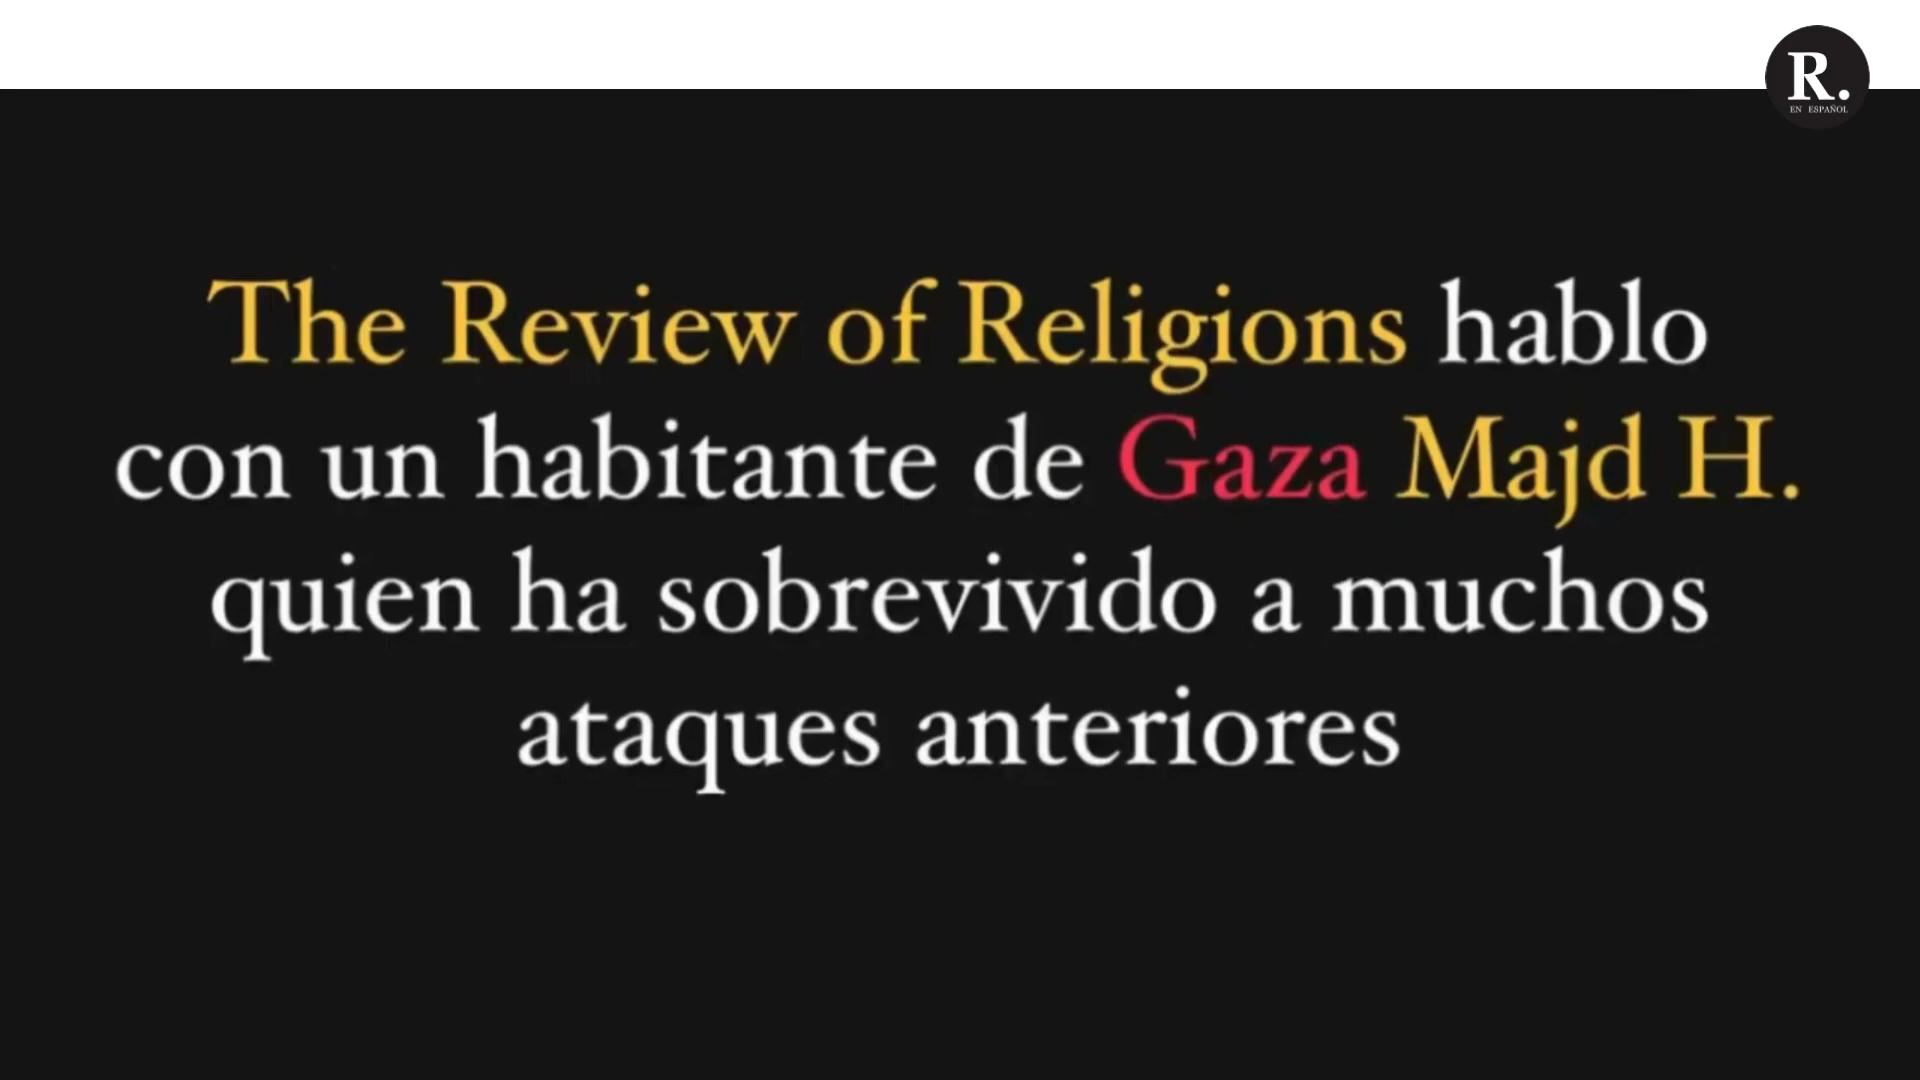 R.
EN ESPAÑOL
The Review of Religions hablo
con un habitante de Gaza Majd H.
quien ha sobrevivido a muchos
ataques anteriores